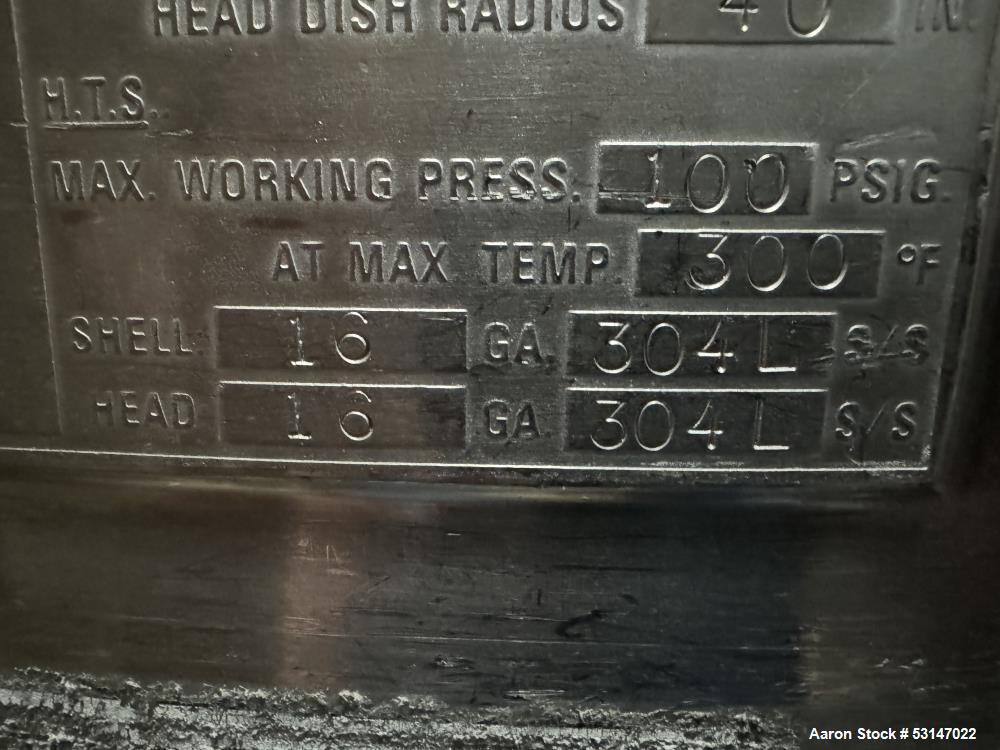 HEAD DISH RADIUS 40 IN.
H.T.S.
MAX. WORKING PRESS. 100 PSIG.
AT MAX TEMP. 300 °F
SHELL 16 GA. 304L S/S
HEAD 16 GA. 304L S/S
Aaron Stock # 53147022